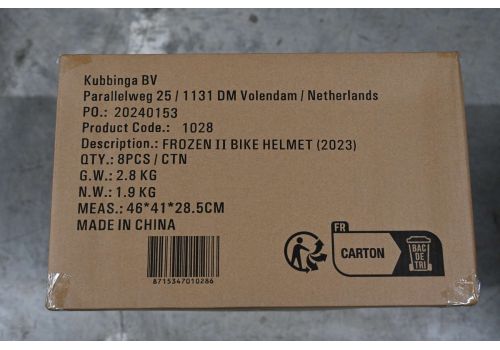 Kubbinga BV
Parallelweg 25 / 1131 DM Volendam / Netherlands
PO.: 20240153
Product Code.: 1028
Description.: FROZEN II BIKE HELMET (2023)
QTY.: 8PCS / CTN
G.W.: 2.8 KG
N.W.: 1.9 KG
MEAS.: 46*41*28.5CM
MADE IN CHINA
8715347010286
FR
CARTON
BAC
DE
TRI